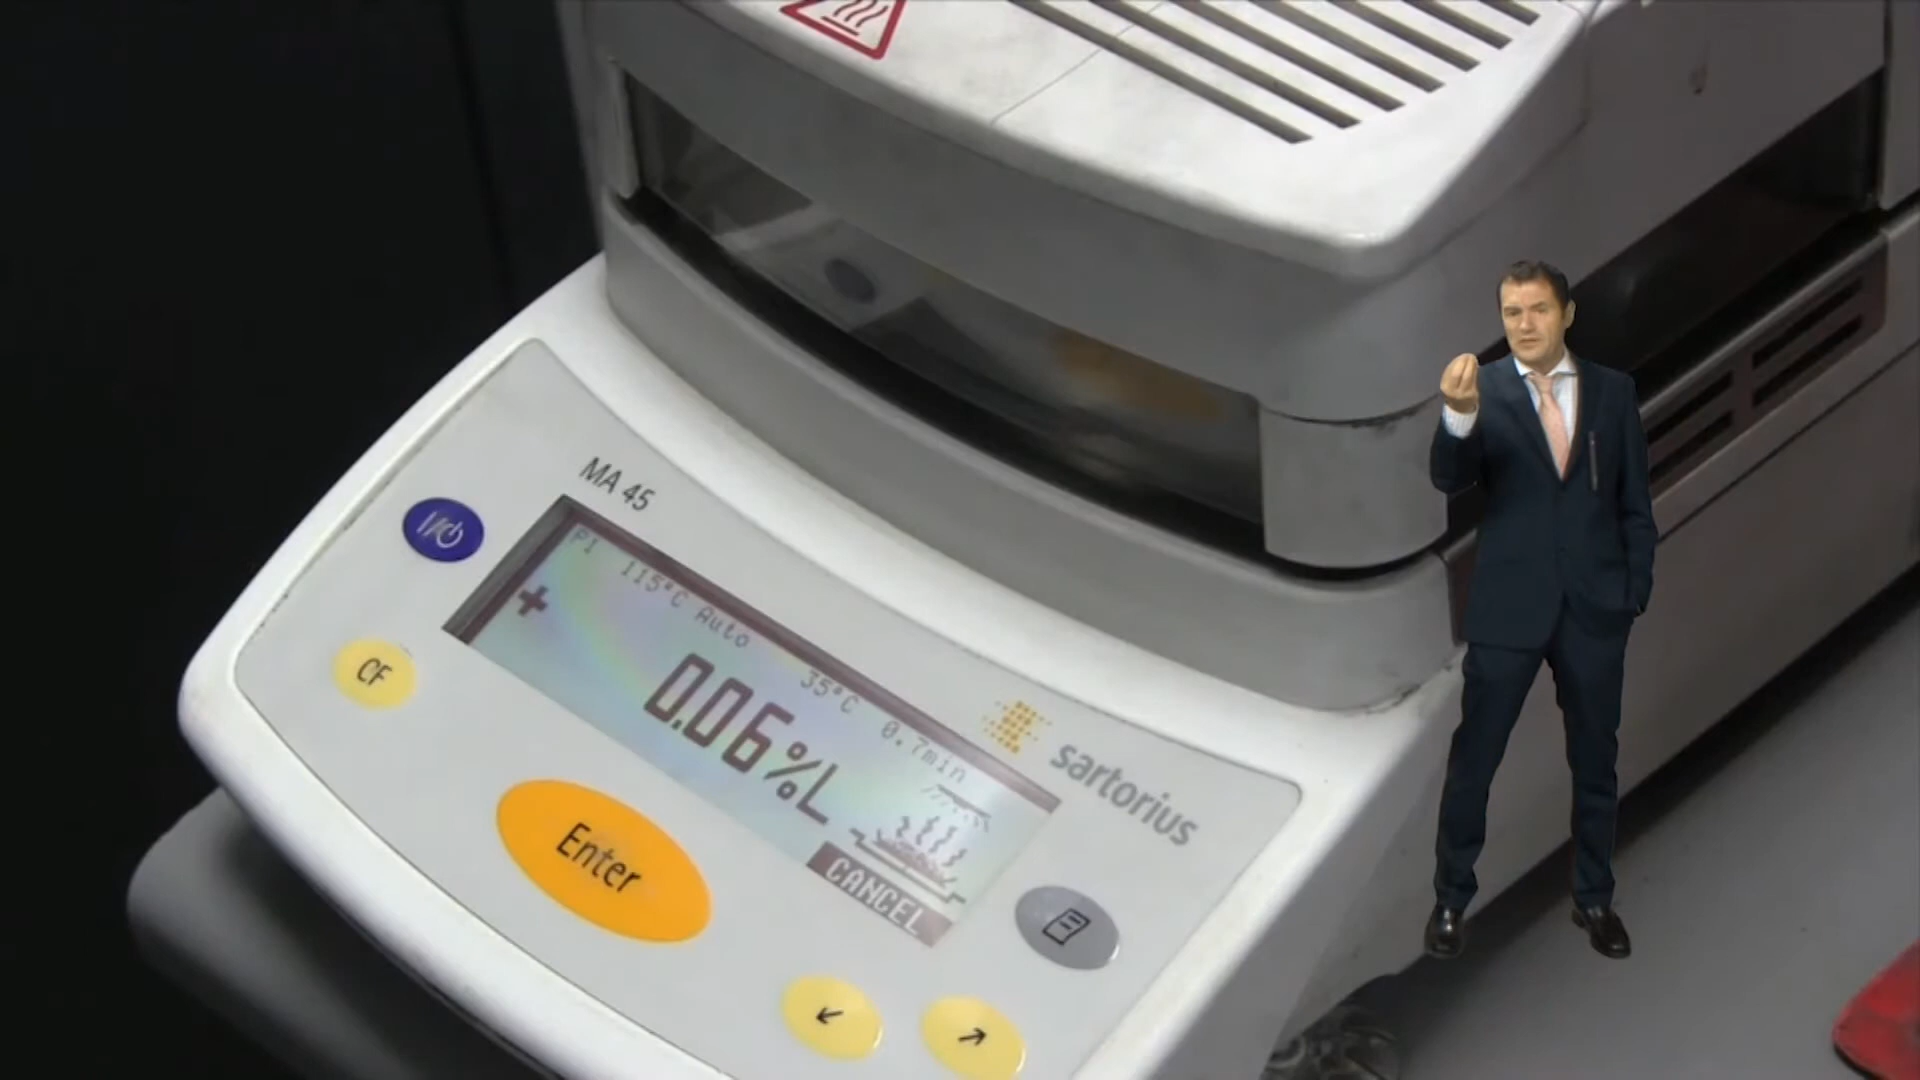 MA 45
I/⏻
P1 115°C Auto 35°C 0.7min
+ 0.06%L
CANCEL
sartorius
CF
Enter